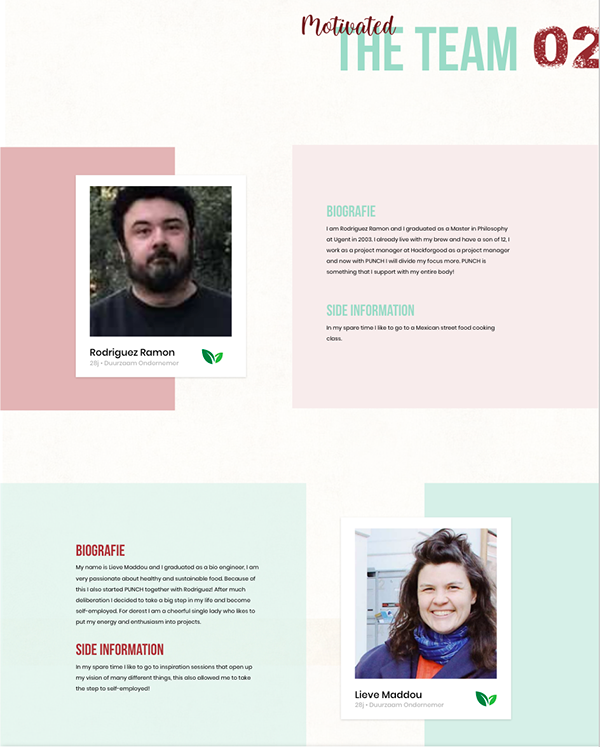 Motivated
THE TEAM 02
BIOGRAFIE
I am Rodriguez Ramon and I graduated as a Master in Philosophy
at Ugent in 2003. I already live with my brew and have a son of 12, I
work as a project manager at Hackforgood as a project manager
and now with PUNCH I will divide my focus more. PUNCH is
something that I support with my entire body!
SIDE INFORMATION
In my spare time I like to go to a Mexican street food cooking
class.
Rodriguez Ramon
28j • Duurzaam Ondernemer
BIOGRAFIE
My name is Lieve Maddou and I graduated as a bio engineer, I am
very passionate about healthy and sustainable food. Because of
this I also started PUNCH together with Rodriguez! After much
deliberation I decided to take a big step in my life and become
self-employed. For derest I am a cheerful single lady who likes to
put my energy and enthusiasm into projects.
SIDE INFORMATION
In my spare time I like to go to inspiration sessions that open up
my vision of many different things, this also allowed me to take
the step to self-employed!
Lieve Maddou
28j • Duurzaam Ondernemer